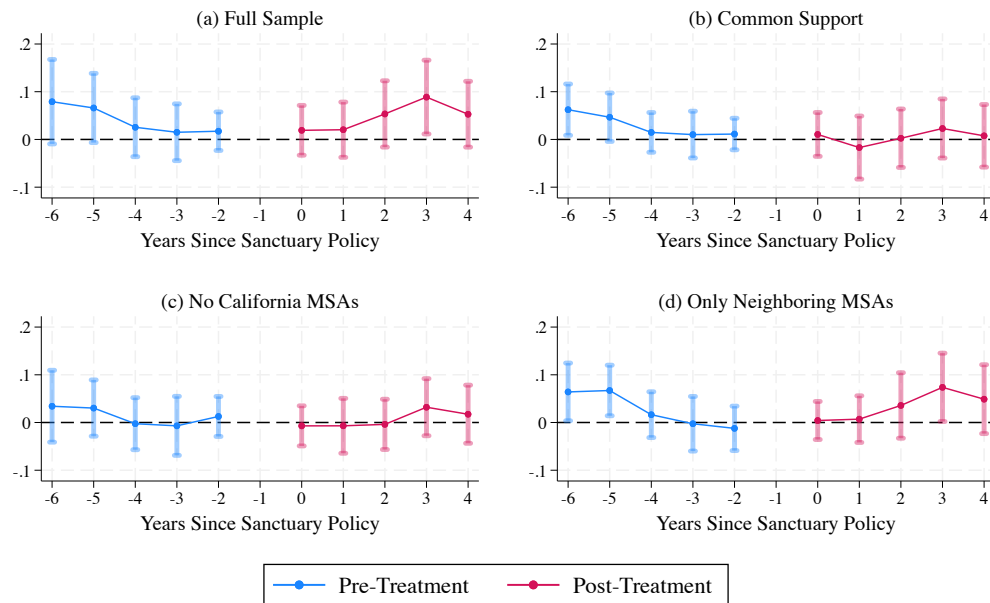 (a) Full Sample
.2
.1
0
-.1
-6 -5 -4 -3 -2 -1 0 1 2 3 4
Years Since Sanctuary Policy
(b) Common Support
.2
.1
0
-.1
-6 -5 -4 -3 -2 -1 0 1 2 3 4
Years Since Sanctuary Policy
(c) No California MSAs
.2
.1
0
-.1
-6 -5 -4 -3 -2 -1 0 1 2 3 4
Years Since Sanctuary Policy
(d) Only Neighboring MSAs
.2
.1
0
-.1
-6 -5 -4 -3 -2 -1 0 1 2 3 4
Years Since Sanctuary Policy
Pre-Treatment Post-Treatment